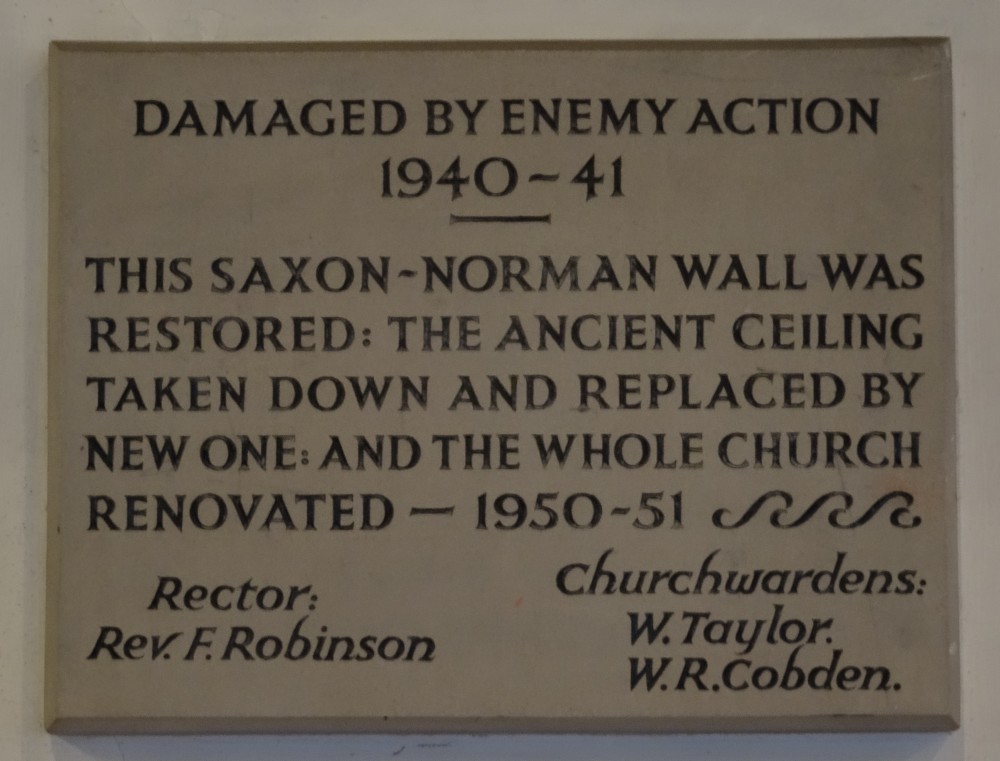 DAMAGED BY ENEMY ACTION
1940~41
THIS SAXON-NORMAN WALL WAS
RESTORED: THE ANCIENT CEILING
TAKEN DOWN AND REPLACED BY
NEW ONE: AND THE WHOLE CHURCH
RENOVATED — 1950-51
Rector:
Rev. F. Robinson
Churchwardens:
W. Taylor.
W.R.Cobden.